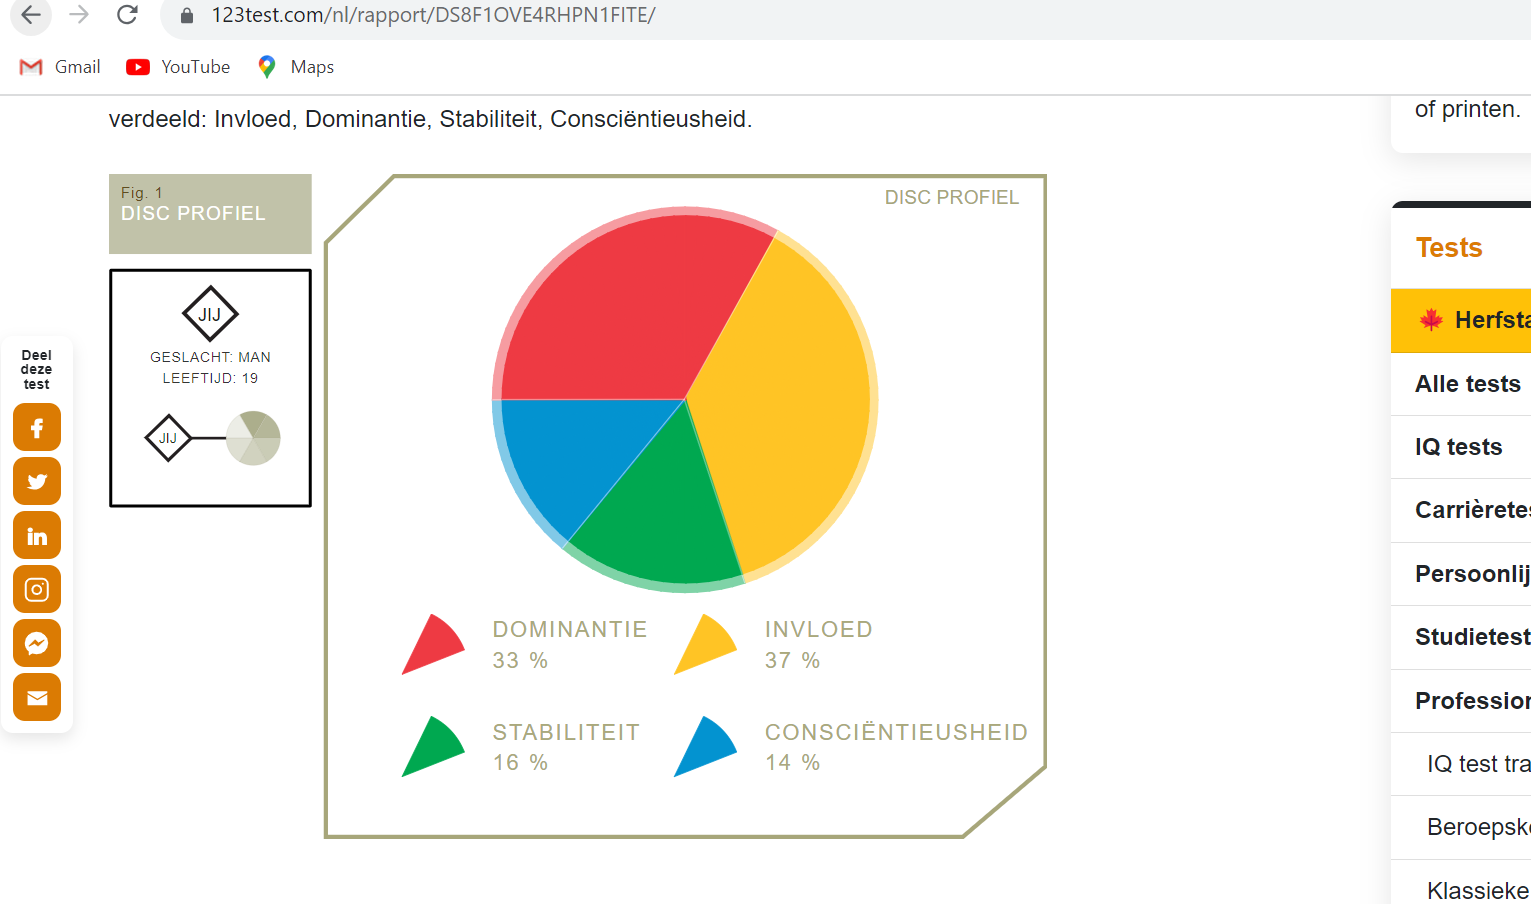 123test.com/nl/rapport/DS8F1OVE4RHPN1FITE/
Gmail
YouTube
Maps
verdeeld: Invloed, Dominantie, Stabiliteit, Consciëntieusheid.
of printen.
Fig. 1
DISC PROFIEL
DISC PROFIEL
JIJ
GESLACHT: MAN
LEEFTIJD: 19
JIJ
Deel
deze
test
DOMINANTIE
33 %
INVLOED
37 %
STABILITEIT
16 %
CONSCIËNTIEUSHEID
14 %
Tests
Herfsta
Alle tests
IQ tests
Carrièretes
Persoonlij
Studietest
Profession
IQ test tra
Beroepske
Klassieke